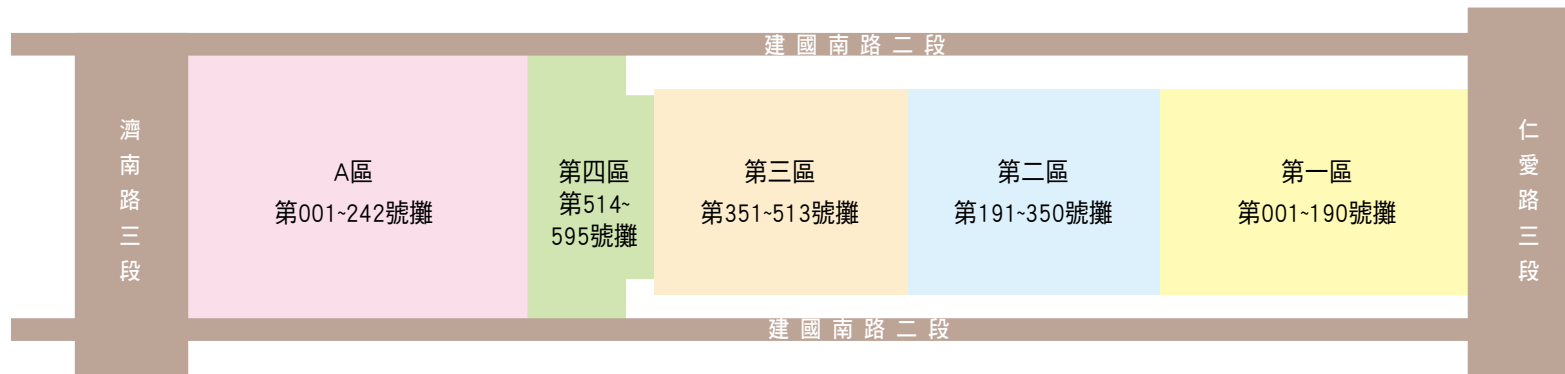 建國南路二段
濟南路三段
A區
第001~242號攤
第四區
第514~
595號攤
第三區
第351~513號攤
第二區
第191~350號攤
第一區
第001~190號攤
仁愛路三段
建國南路二段